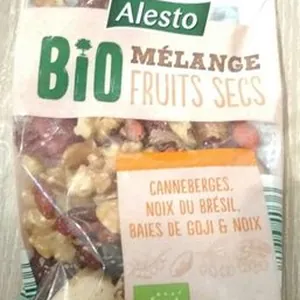 Alesto
BIO
MÉLANGE
FRUITS SECS
CANNEBERGES,
NOIX DU BRÉSIL,
BAIES DE GOJI & NOIX